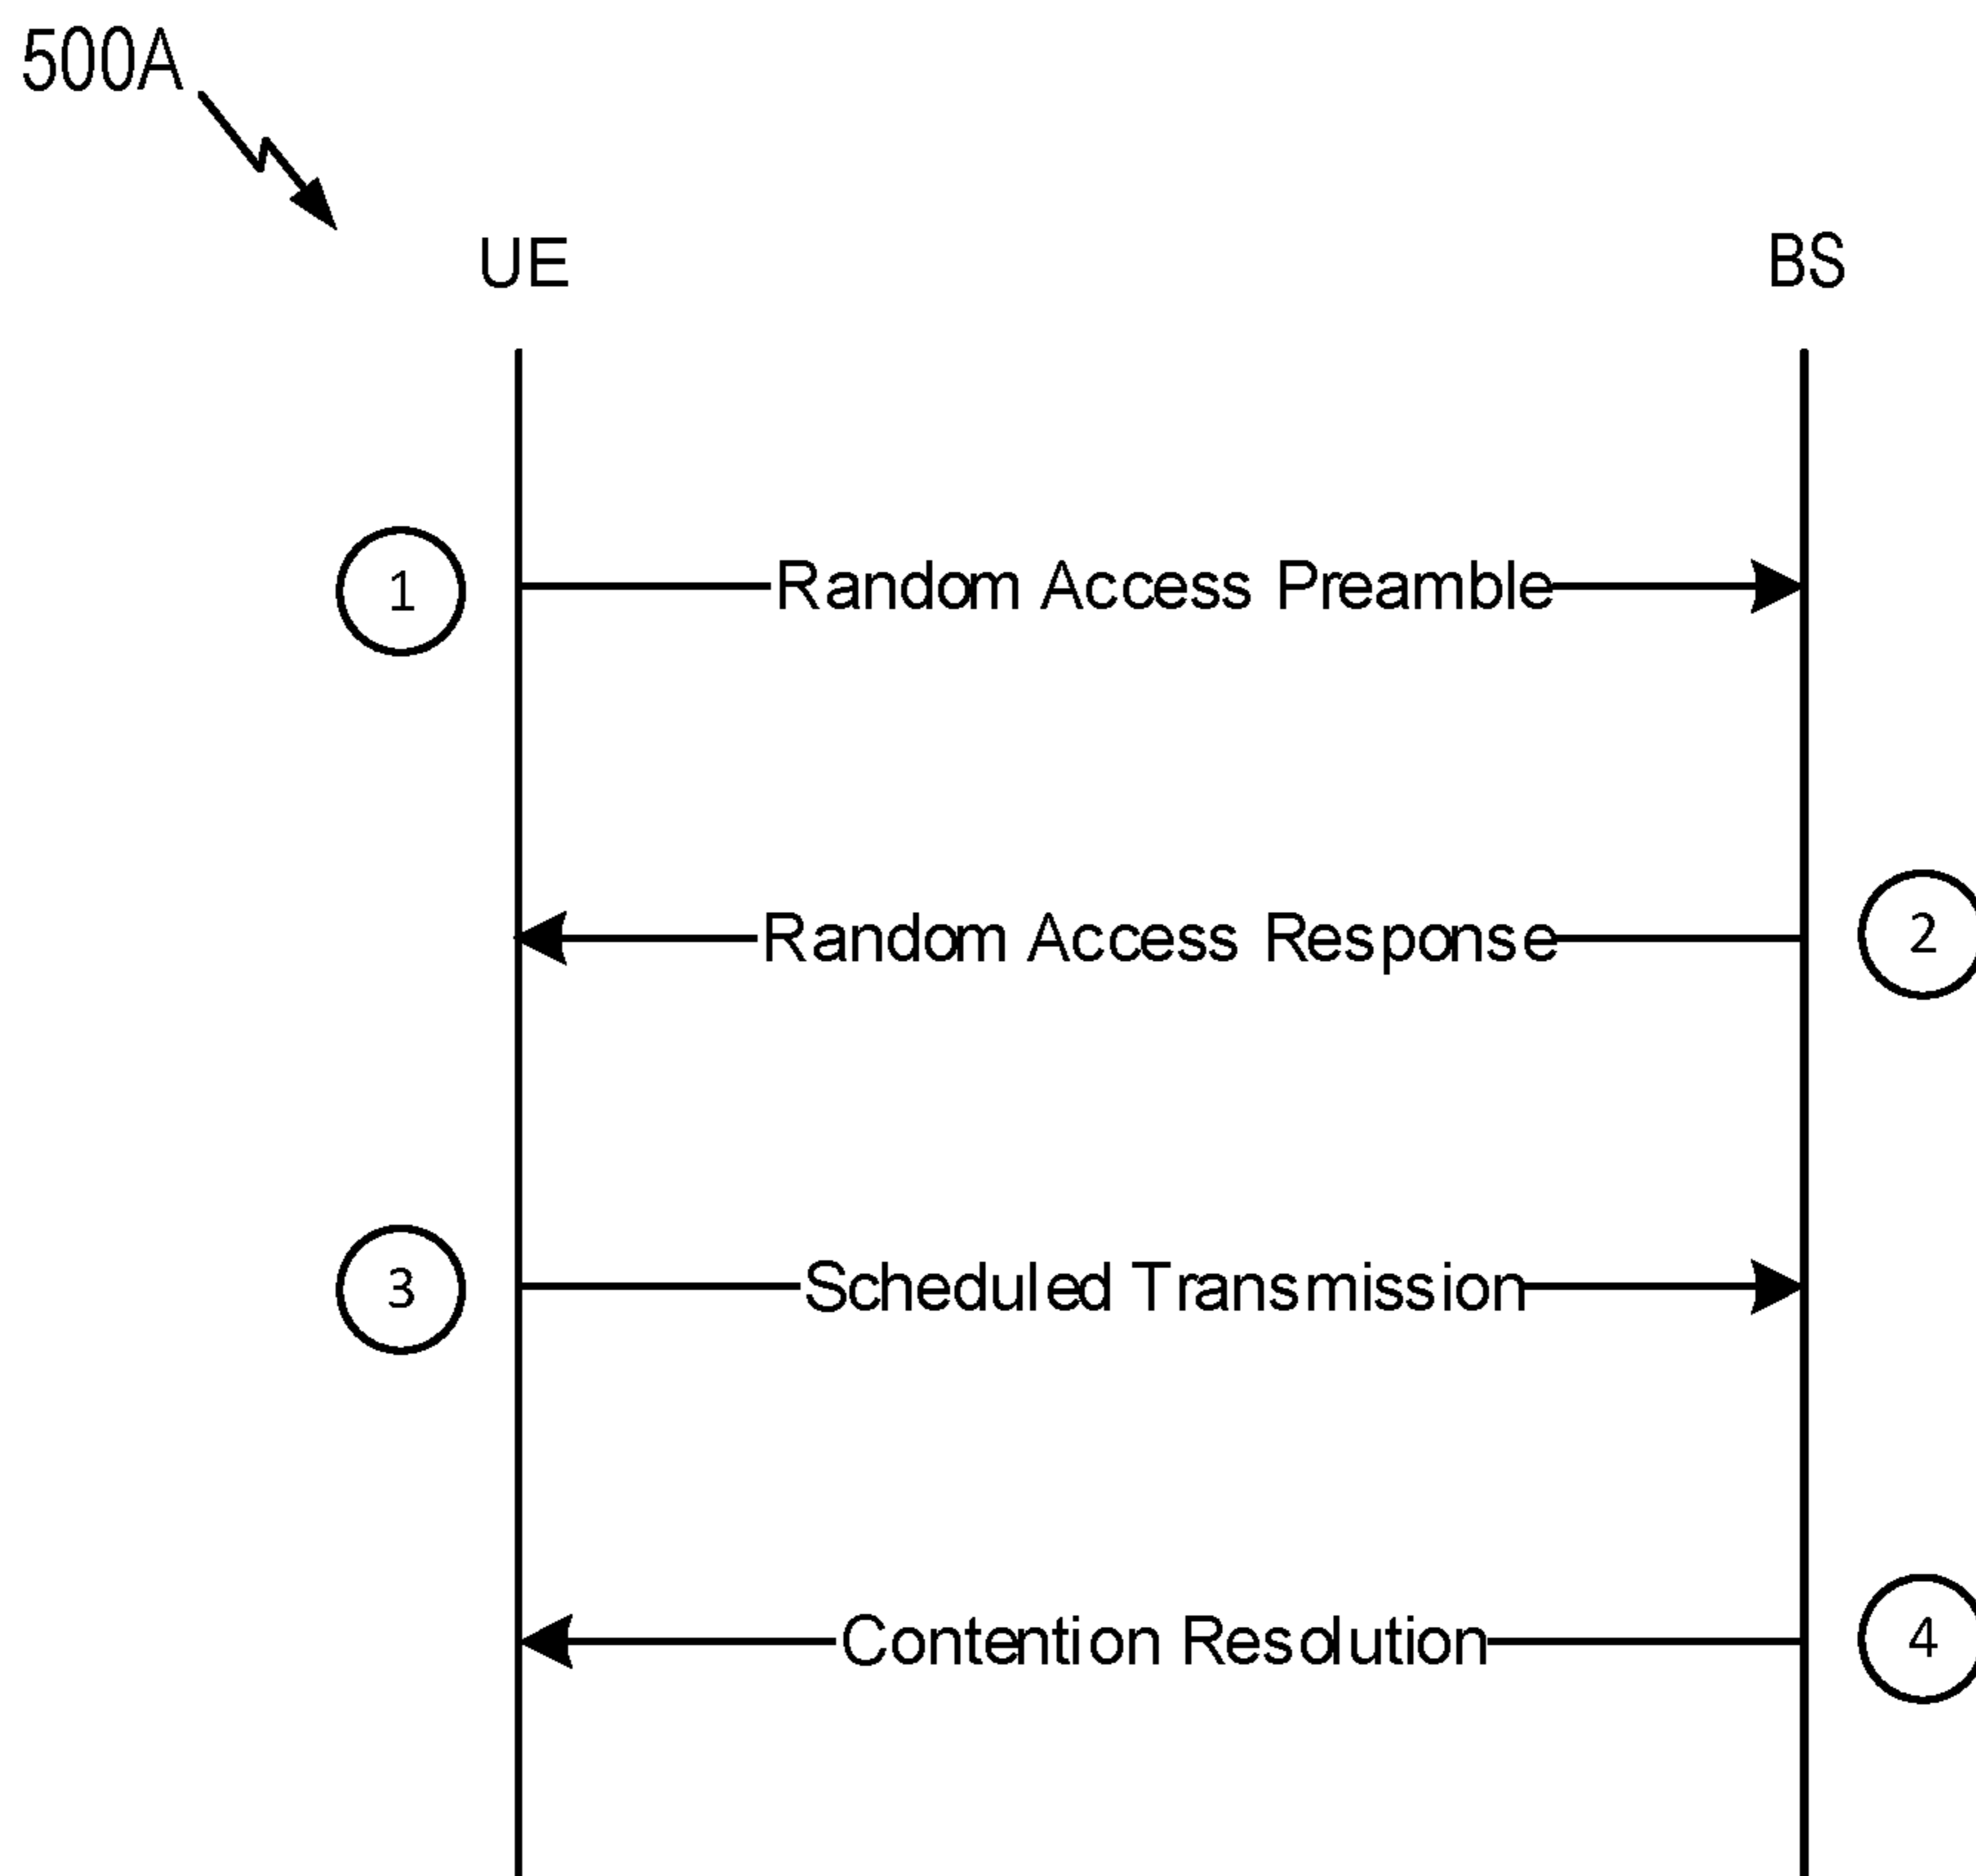 500A
UE
BS
1
Random Access Preamble
Random Access Response
2
3
Scheduled Transmission
Contention Resolution
4